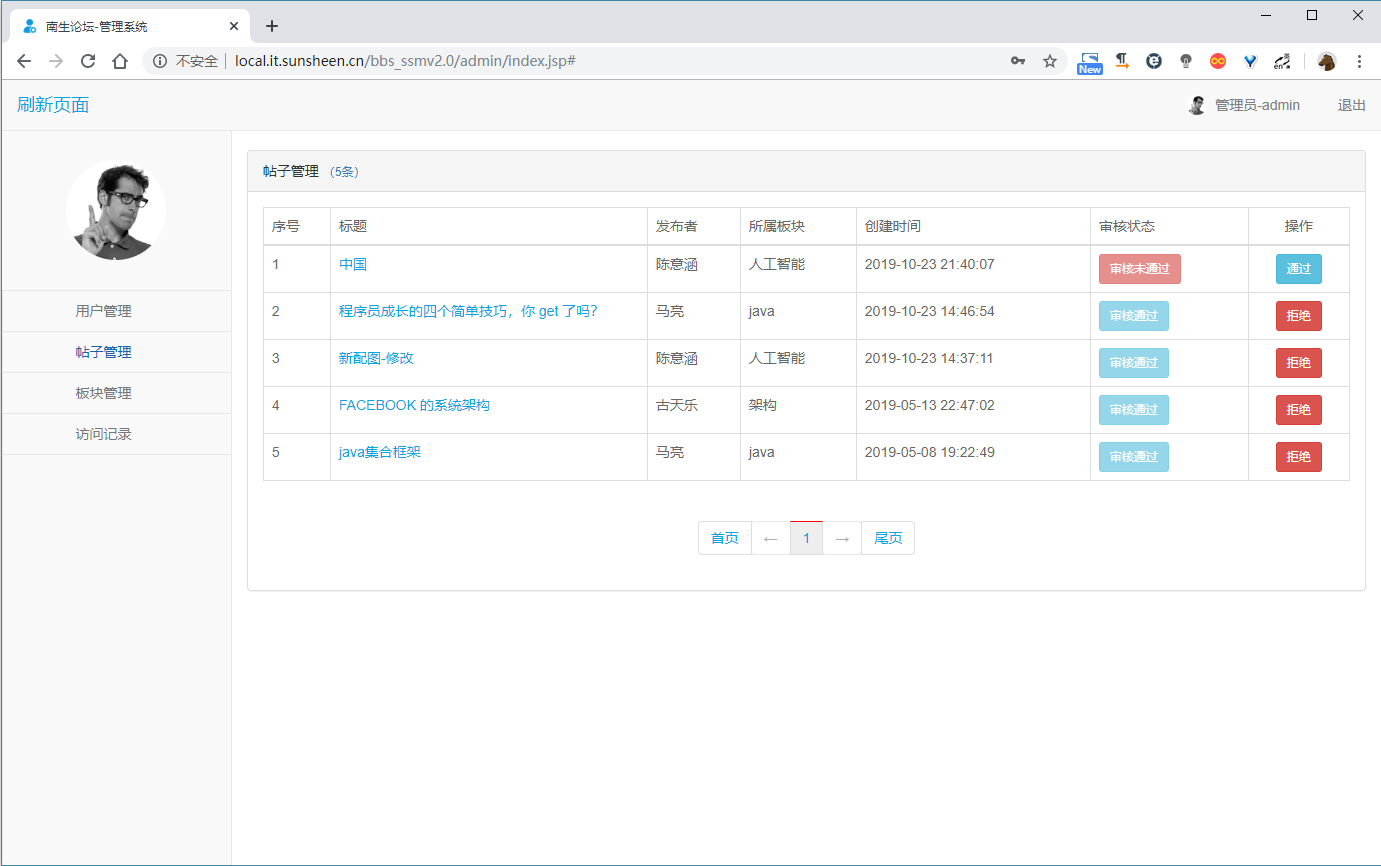 南生论坛-管理系统
不安全 local.it.sunsheen.cn/bbs_ssmv2.0/admin/index.jsp#
New
en
刷新页面 管理员-admin 退出
用户管理
帖子管理
板块管理
访问记录
帖子管理 (5条)
序号 标题 发布者 所属板块 创建时间 审核状态 操作
1 中国 陈意涵 人工智能 2019-10-23 21:40:07 审核未通过 通过
2 程序员成长的四个简单技巧，你 get 了吗？ 马亮 java 2019-10-23 14:46:54 审核通过 拒绝
3 新配图-修改 陈意涵 人工智能 2019-10-23 14:37:11 审核通过 拒绝
4 FACEBOOK 的系统架构 古天乐 架构 2019-05-13 22:47:02 审核通过 拒绝
5 java集合框架 马亮 java 2019-05-08 19:22:49 审核通过 拒绝
首页 ← 1 → 尾页